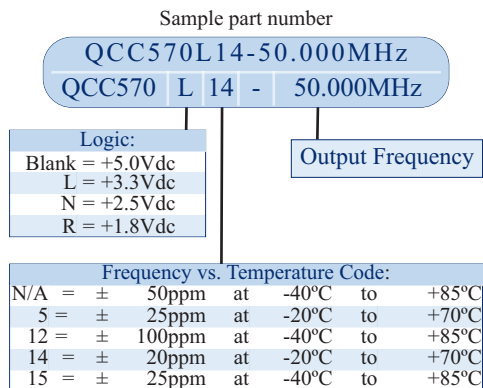 Sample part number
QCC570L14-50.000MHz
QCC570 L 14 - 50.000MHz
Logic:
Blank = +5.0Vdc
L = +3.3Vdc
N = +2.5Vdc
R = +1.8Vdc
Output Frequency
Frequency vs. Temperature Code:
N/A = ± 50ppm at -40ºC to +85ºC
5 = ± 25ppm at -20ºC to +70ºC
12 = ± 100ppm at -40ºC to +85ºC
14 = ± 20ppm at -20ºC to +70ºC
15 = ± 25ppm at -40ºC to +85ºC